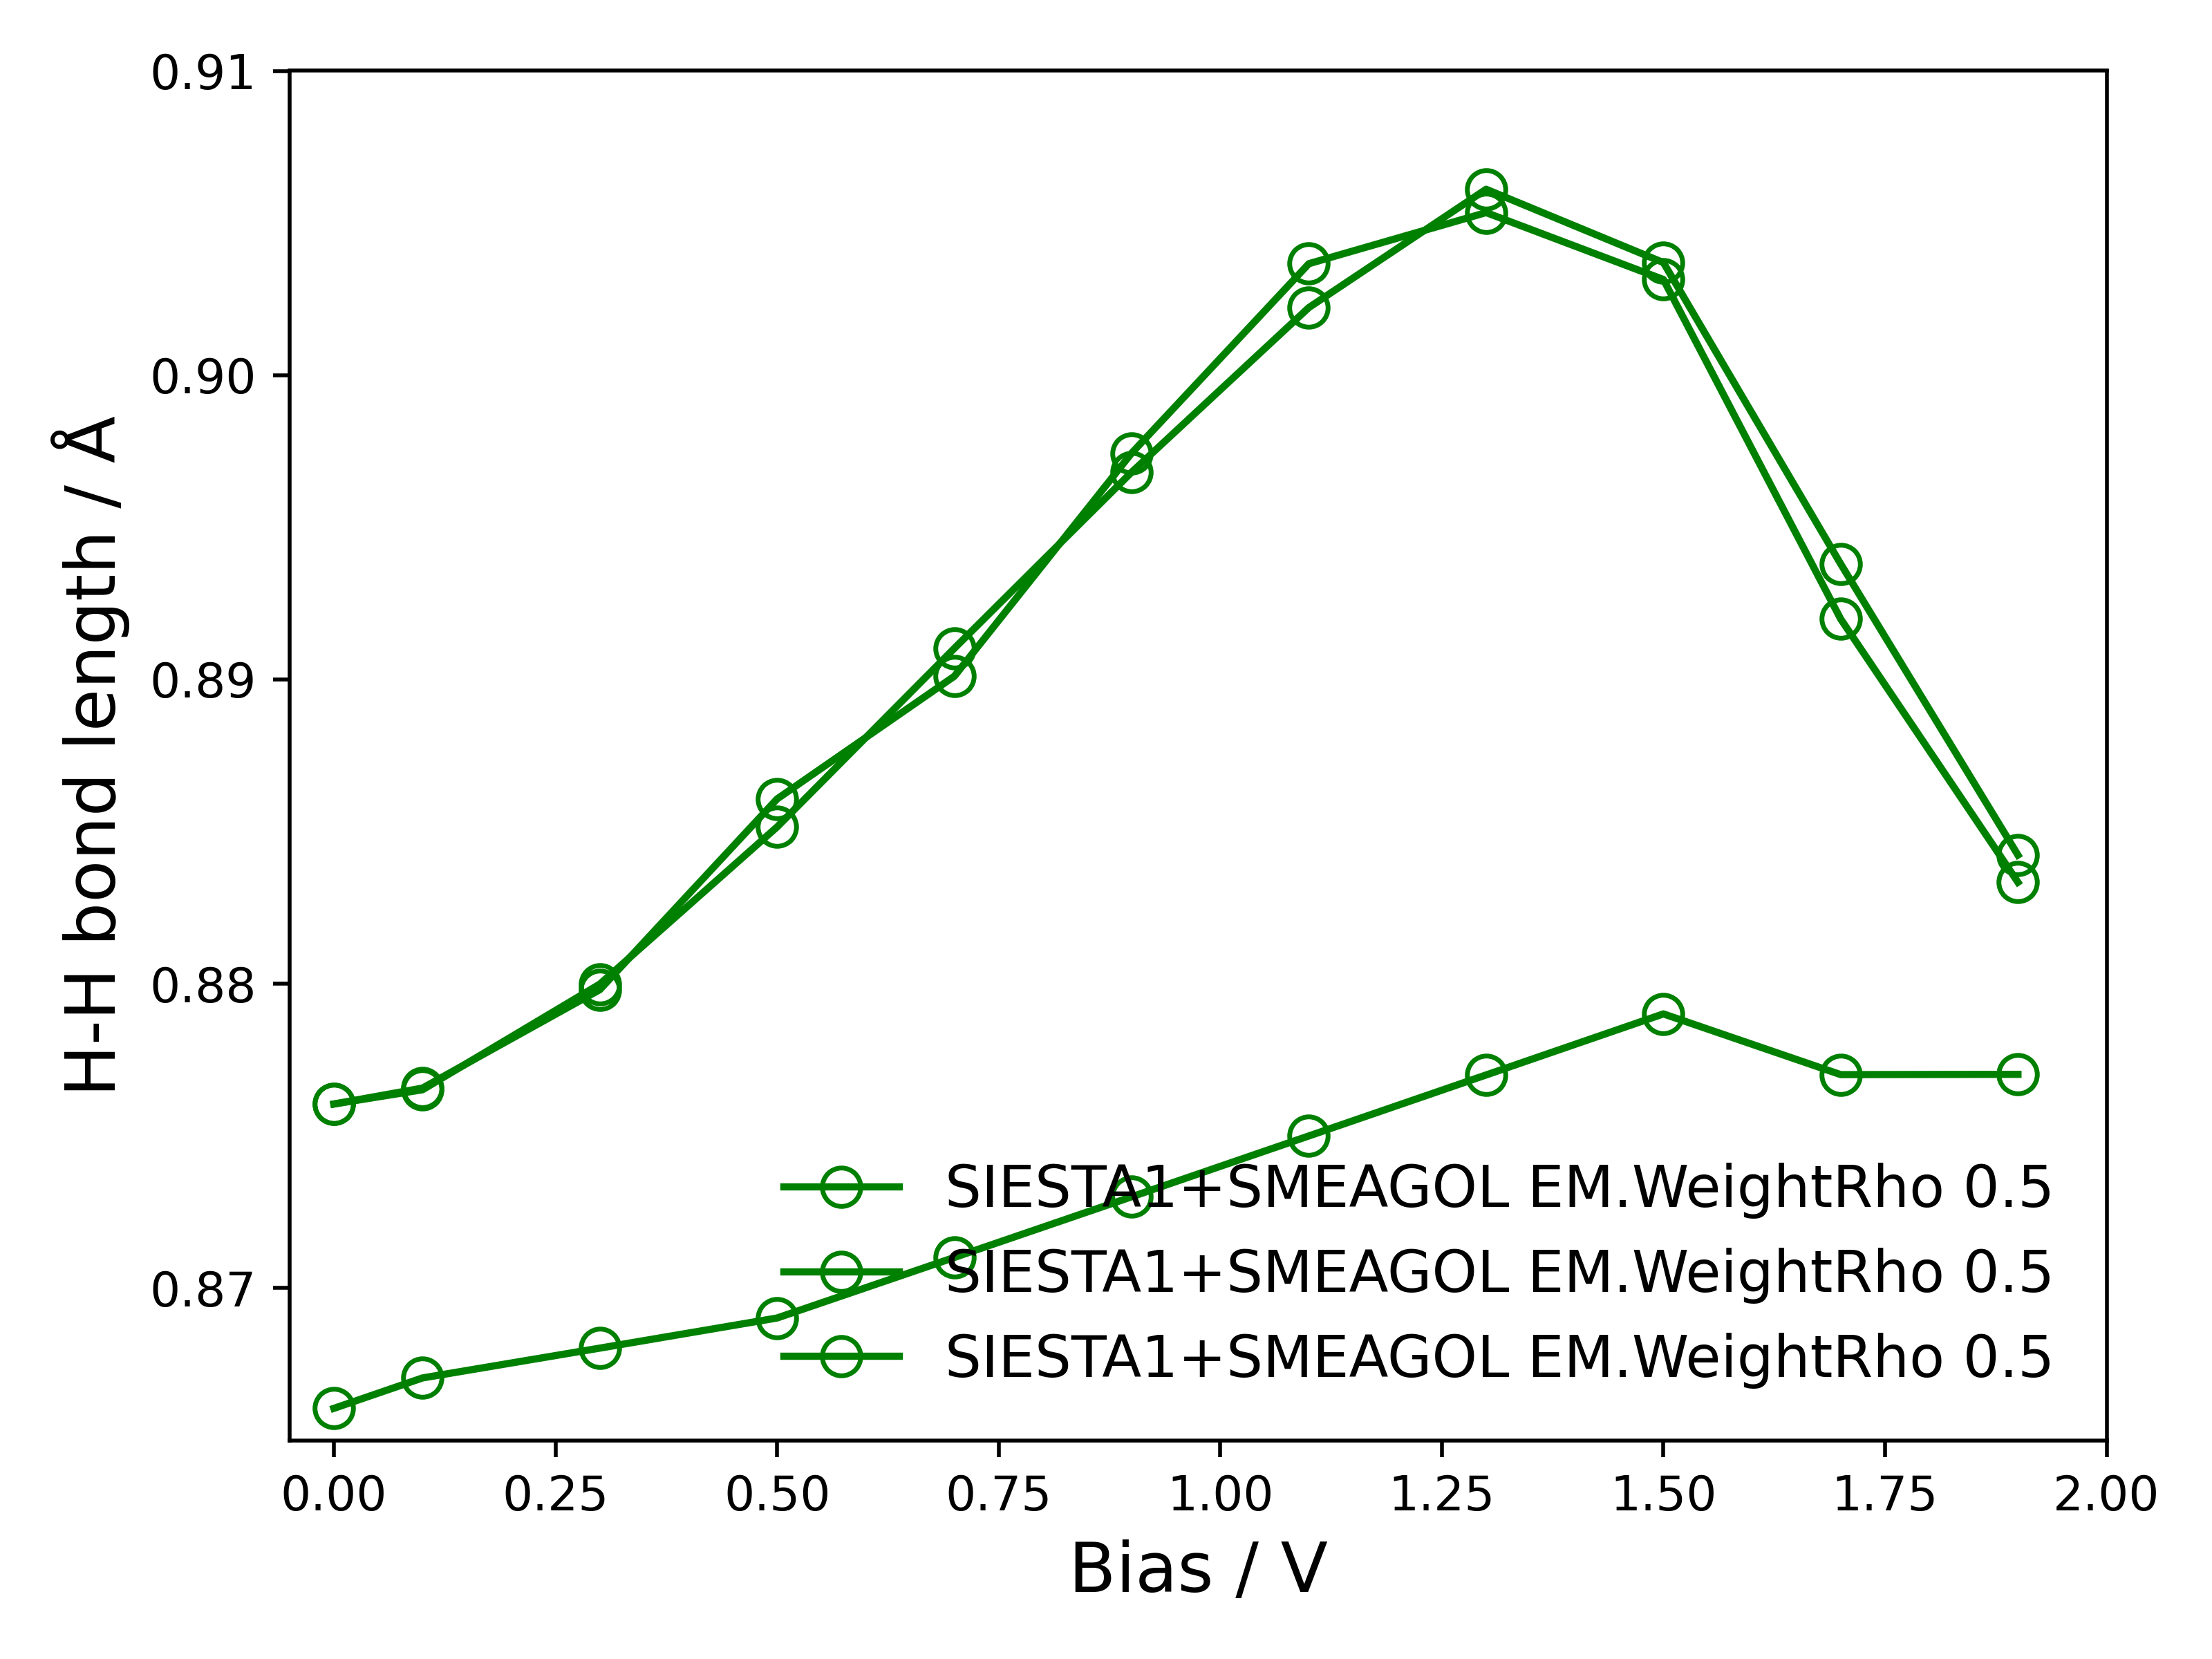 0.91
0.90
0.89
0.88
0.87
H-H bond length / Å
SIESTA1+SMEAGOL EM.WeightRho 0.5
SIESTA1+SMEAGOL EM.WeightRho 0.5
SIESTA1+SMEAGOL EM.WeightRho 0.5
0.00 0.25 0.50 0.75 1.00 1.25 1.50 1.75 2.00
Bias / V